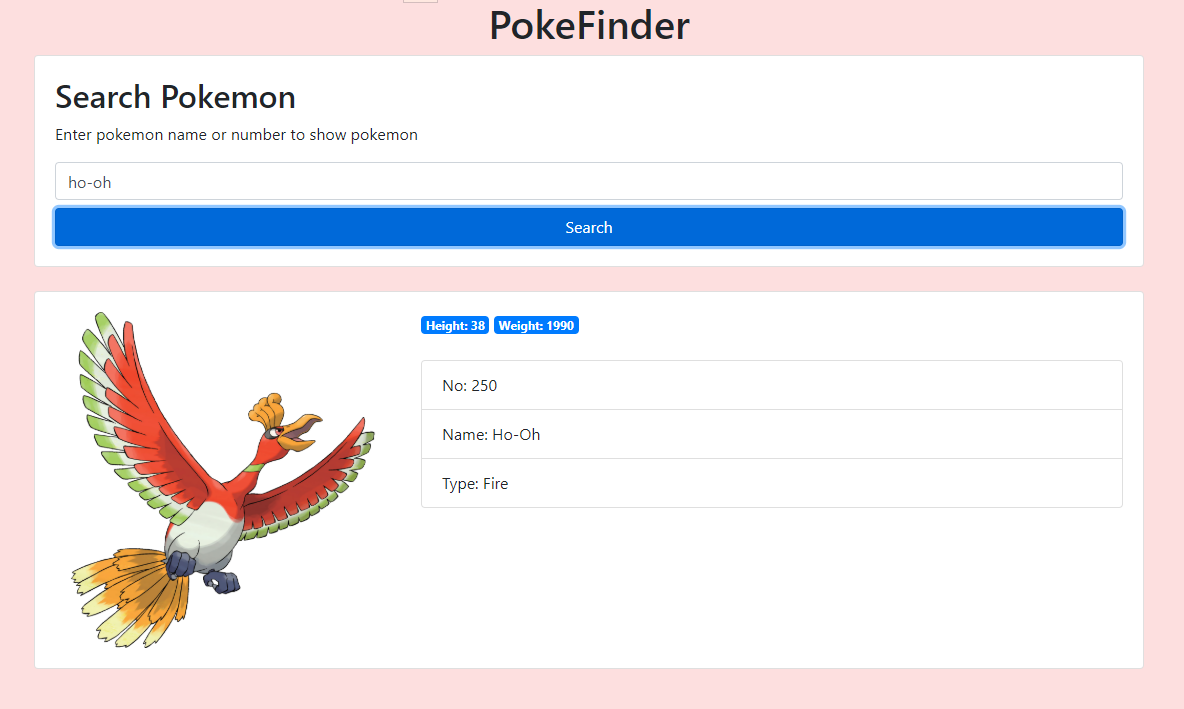 PokeFinder
Search Pokemon
Enter pokemon name or number to show pokemon
ho-oh
Search
Height: 38 Weight: 1990
No: 250
Name: Ho-Oh
Type: Fire